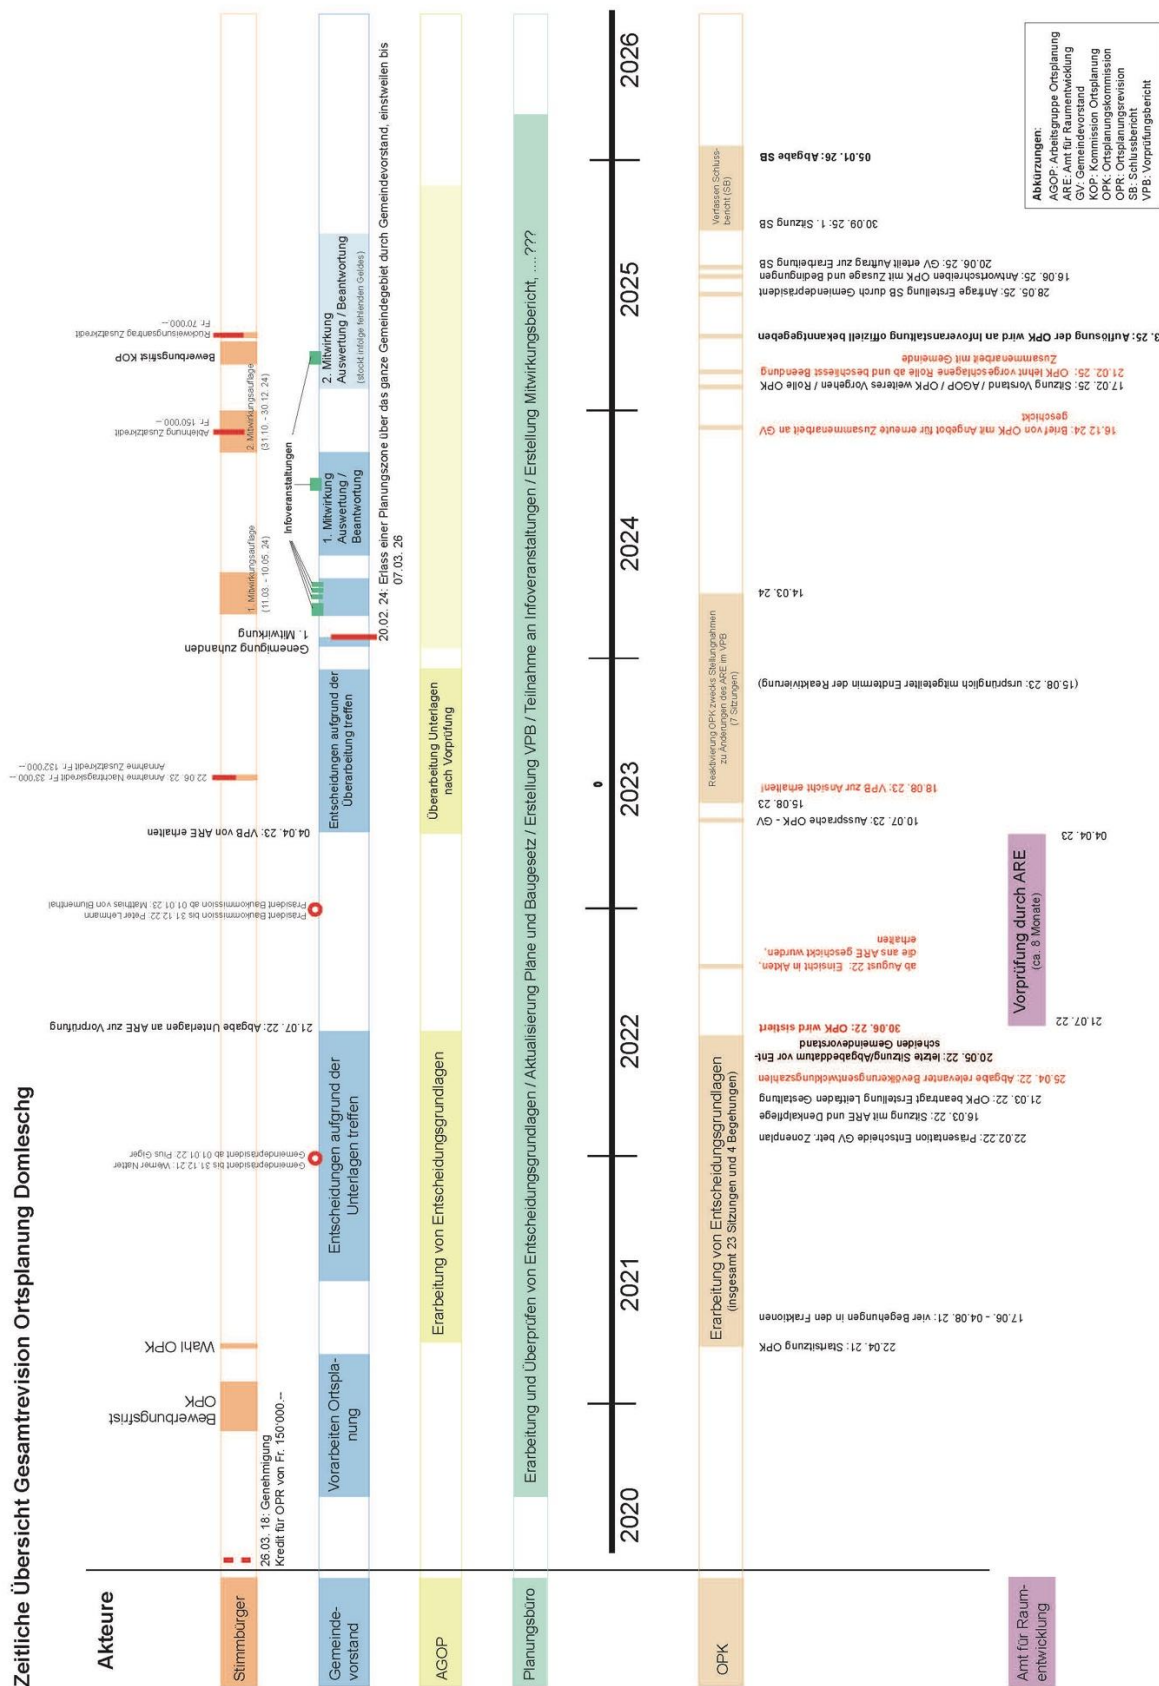 Zeitliche Übersicht Gesamtrevision Ortsplanung Domleschg
Akteure
Stimmbürger
26.03. 18: Genehmigung
Kredit für OPR von Fr. 150'000.--
Bewerbungsfrist
OPK
Wahl OPK
22.06. 23: Annahme Nachtragskredit Fr. 33'000 --
Annahme Zusatzkredit Fr. 132'000 --
1. Mitwirkungsauflage
(11.03. - 10.05. 24)
Ablehnung Zusatzkredit
Fr. 150'000 --
2. Mitwirkungsauflage
(31.10. - 30.12. 24)
Bewerbungsfrist KOP
Rückweisungsantrag Zusatzkredit
Fr. 70'000 --
Gemeinde-
vorstand
Vorarbeiten Ortspla-
nung
Entscheidungen aufgrund der
Unterlagen treffen
Gemeindepräsident bis 31.12.21: Werner Natter
Gemeindepräsident ab 01.01.22: Pius Giger
21.07. 22: Abgabe Unterlagen an ARE zur Vorprüfung
Präsident Baukommission bis 31.12.22: Peter Lehmann
Präsident Baukommission ab 01.01.23: Matthias von Blumenthal
04.04. 23: VPB von ARE erhalten
Entscheidungen aufgrund der
Überarbeitung treffen
Genemigung zuhanden
1. Mitwirkung
20.02. 24: Erlass einer Planungszone über das ganze Gemeindegebiet durch Gemeindevorstand, einstweilen bis
07.03. 26
Infoveranstaltungen
1. Mitwirkung
Auswertung /
Beantwortung
2. Mitwirkung
Auswertung / Beantwortung
(stockt infolge fehlenden Geldes)
AGOP
Erarbeitung von Entscheidungsgrundlagen
Überarbeitung Unterlagen
nach Vorprüfung
Planungsbüro
Erarbeitung und Überprüfen von Entscheidungsgrundlagen / Aktualisierung Pläne und Baugesetz / Erstellung VPB / Teilnahme an Infoveranstaltungen / Erstellung Mitwirkungsbericht, ....???
2020
2021
2022
2023
2024
2025
2026
OPK
Erarbeitung von Entscheidungsgrundlagen
(insgesamt 23 Sitzungen und 4 Begehungen)
Reaktivierung OPK zwecks Stellungnahmen
zu Änderungen des ARE im VPB
(7 Sitzungen)
Verfassen Schluss-
bericht (SB)
22.04. 21: Startsitzung OPK
17.06. - 04.08. 21: vier Begehungen in den Fraktionen
22.02.22: Präsentation Entscheide GV betr. Zonenplan
16.03. 22: Sitzung mit ARE und Denkmalpflege
21.03. 22: OPK beantragt Erstellung Leitfaden Gestaltung
25.04. 22: Abgabe relevanter Bevölkerungsentwicklungszahlen
20.05. 22: letzte Sitzung/Abgabedatum vor Ent-
scheiden Gemeindevorstand
30.06. 22: OPK wird sistiert
ab August 22: Einsicht in Akten,
die ans ARE geschickt wurden,
erhalten
10.07. 23: Aussprache OPK - GV
15.08. 23
18.08. 23: VPB zur Ansicht erhalten!
(15.08. 23: ursprünglich mitgeteilter Endtermin der Reaktivierung)
14.03. 24
16.12. 24: Brief von OPK mit Angebot für erneute Zusammenarbeit an GV
geschickt
17.02. 25: Sitzung Vorstand / AGOP / OPK weiteres Vorgehen / Rolle OPK
21.02. 25: OPK lehnt vorgeschlagene Rolle ab und beschliesst Beendung
Zusammenarbeit mit Gemeinde
3. 25: Auflösung der OPK wird an Infoveranstaltung offiziell bekanntgegeben
28.05. 25: Anfrage Erstellung SB durch Gemeindepräsident
16.06. 25: Antwortschreiben OPK mit Zusage und Bedingungen
20.06. 25: GV erteilt Auftrag zur Erarbeitung SB
30.09. 25: 1. Sitzung SB
05.01. 26: Abgabe SB
Amt für Raum-
entwicklung
21.07. 22
Vorprüfung durch ARE
(ca. 8 Monate)
04.04. 23
Abkürzungen:
AGOP: Arbeitsgruppe Ortsplanung
ARE: Amt für Raumentwicklung
GV: Gemeindevorstand
KOP: Kommission Ortsplanung
OPK: Ortsplanungskommission
OPR: Ortsplanungsrevision
SB: Schlussbericht
VPB: Vorprüfungsbericht